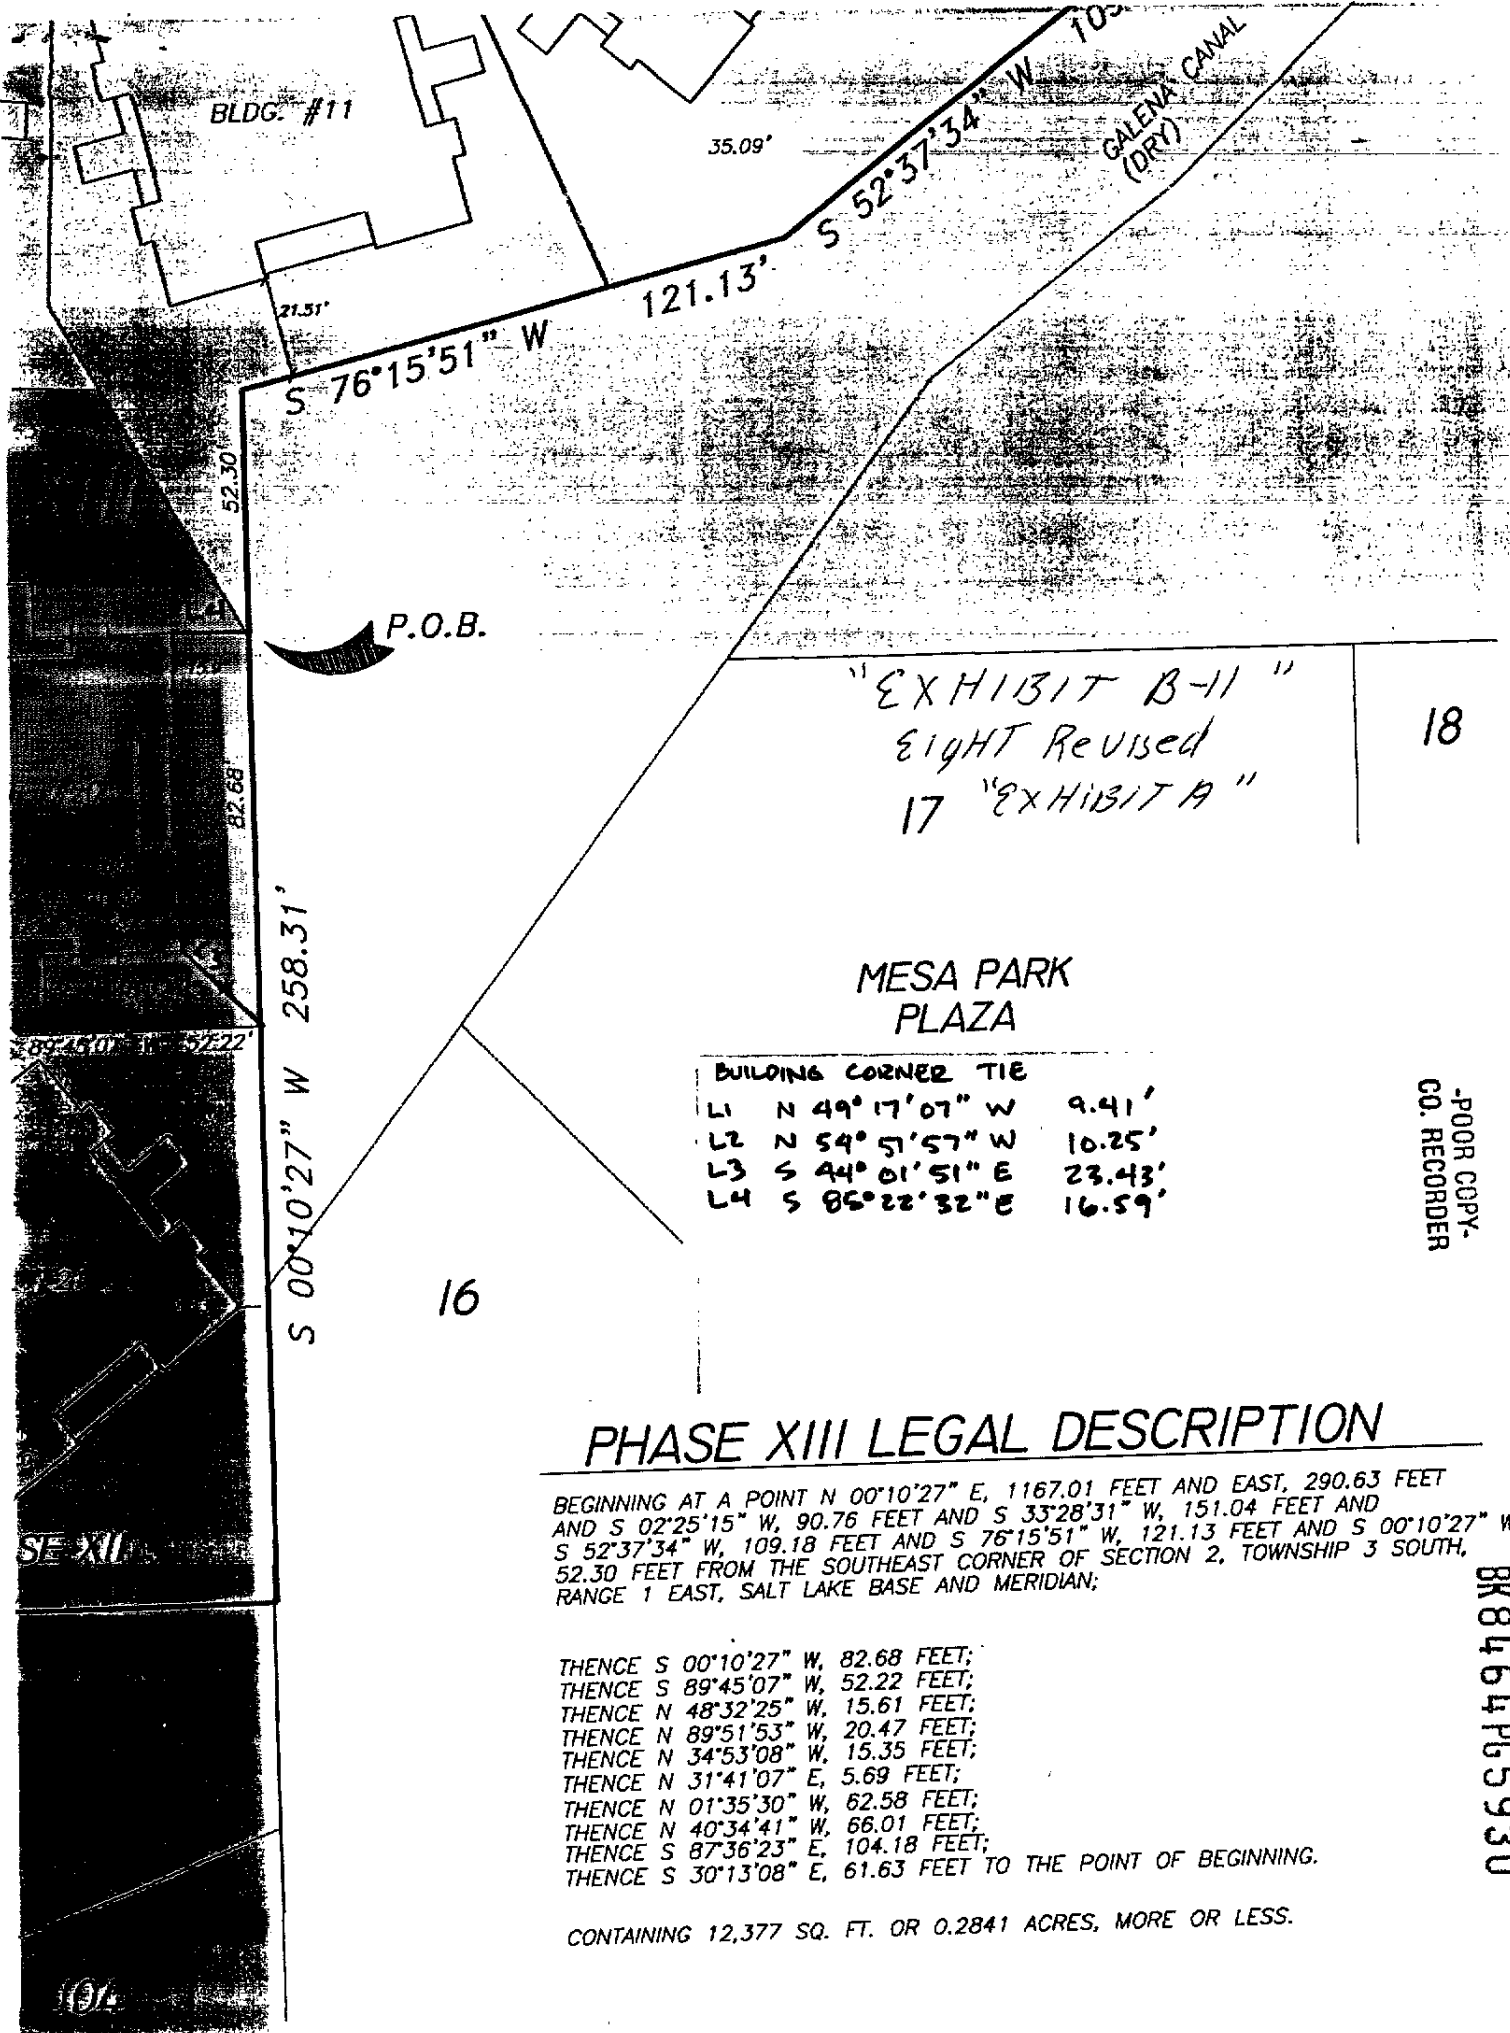 BLDG. #11
35.09'
S 52°37'34" W
GALENA CANAL
(DRY)
21.51'
S 76°15'51" W 121.13'
52.30'
L4
P.O.B.
82.68'
S 00°10'27" W 258.31'
52.22'
"EXHIBIT B-11"
EigHT Revised
"EXHIBIT A"
17
18
16
MESA PARK
PLAZA
BUILDING CORNER TIE
L1 N 49° 17' 07" W 9.41'
L2 N 54° 51' 57" W 10.25'
L3 S 44° 01' 51" E 23.43'
L4 S 85° 22' 32" E 16.59'
-POOR COPY-
CO. RECORDER
PHASE XIII LEGAL DESCRIPTION
BEGINNING AT A POINT N 00°10'27" E, 1167.01 FEET AND EAST, 290.63 FEET
AND S 02°25'15" W, 90.76 FEET AND S 33°28'31" W, 151.04 FEET AND
S 52°37'34" W, 109.18 FEET AND S 76°15'51" W, 121.13 FEET AND S 00°10'27" W
52.30 FEET FROM THE SOUTHEAST CORNER OF SECTION 2, TOWNSHIP 3 SOUTH,
RANGE 1 EAST, SALT LAKE BASE AND MERIDIAN;
THENCE S 00°10'27" W, 82.68 FEET;
THENCE S 89°45'07" W, 52.22 FEET;
THENCE N 48°32'25" W, 15.61 FEET;
THENCE N 89°51'53" W, 20.47 FEET;
THENCE N 34°53'08" W, 15.35 FEET;
THENCE N 31°41'07" E, 5.69 FEET;
THENCE N 01°35'30" W, 62.58 FEET;
THENCE N 40°34'41" W, 66.01 FEET;
THENCE S 87°36'23" E, 104.18 FEET;
THENCE S 30°13'08" E, 61.63 FEET TO THE POINT OF BEGINNING.
CONTAINING 12,377 SQ. FT. OR 0.2841 ACRES, MORE OR LESS.
SE XII
BK8464PG5930